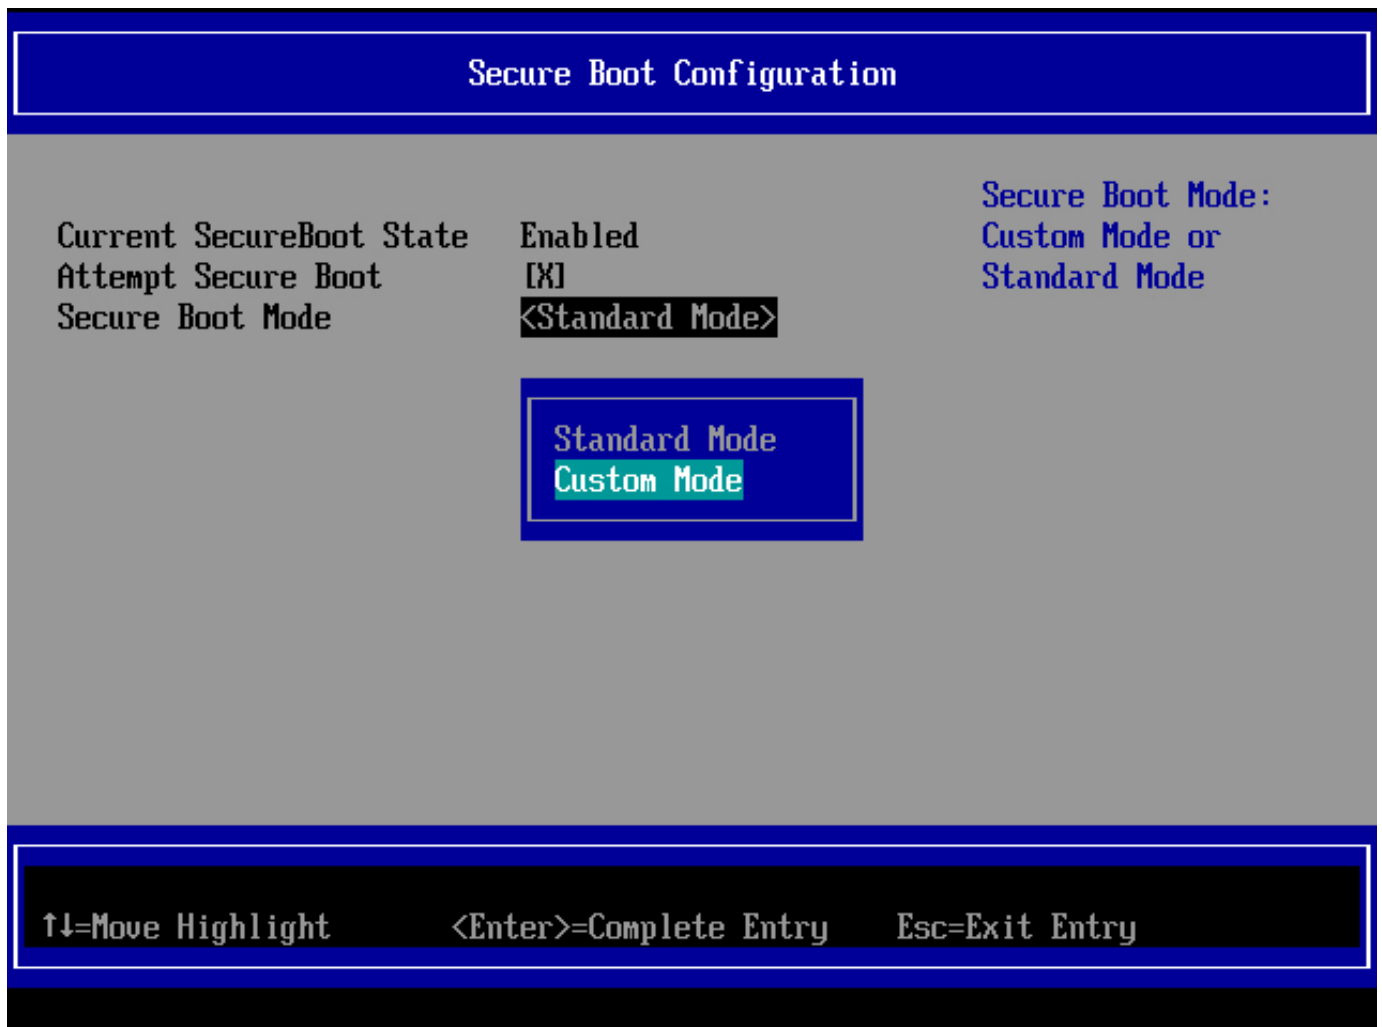 Secure Boot Configuration
Current SecureBoot State Enabled
Attempt Secure Boot [X]
Secure Boot Mode <Standard Mode>
Secure Boot Mode:
Custom Mode or
Standard Mode
Standard Mode
Custom Mode
↑↓=Move Highlight <Enter>=Complete Entry Esc=Exit Entry